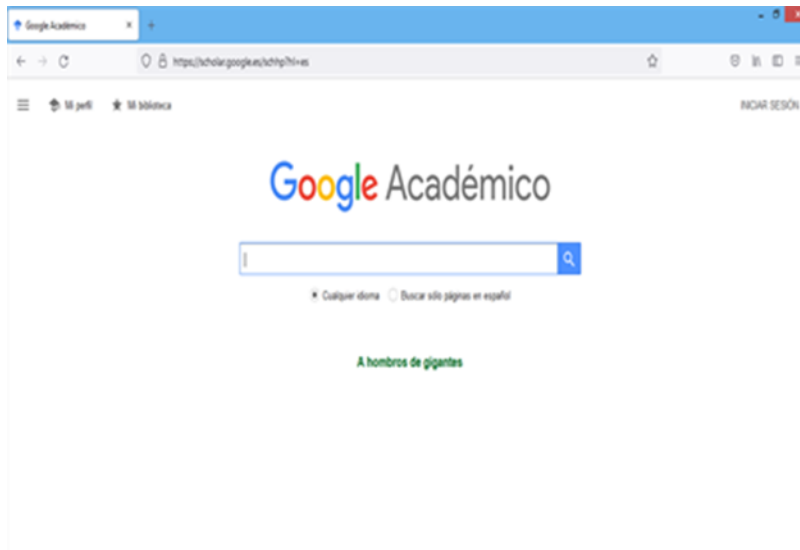 Google Académico
https://scholar.google.es/schhp?hl=es
Mi perfil Mi biblioteca INICIAR SESIÓN
Google Académico
Cualquier idioma Buscar sólo páginas en español
A hombros de gigantes